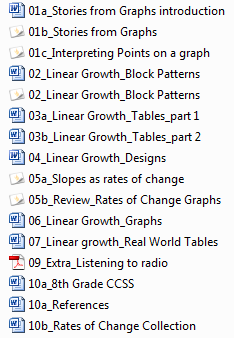 01a_Stories from Graphs introduction
01b_Stories from Graphs
01c_Interpreting Points on a graph
02_Linear Growth_Block Patterns
02_Linear Growth_Block Patterns
03a_Linear Growth_Tables_part 1
03b_Linear Growth_Tables_part 2
04_Linear Growth_Designs
05a_Slopes as rates of change
05b_Review_Rates of Change Graphs
06_Linear Growth_Graphs
07_Linear growth_Real World Tables
09_Extra_Listening to radio
10a_8th Grade CCSS
10a_References
10b_Rates of Change Collection